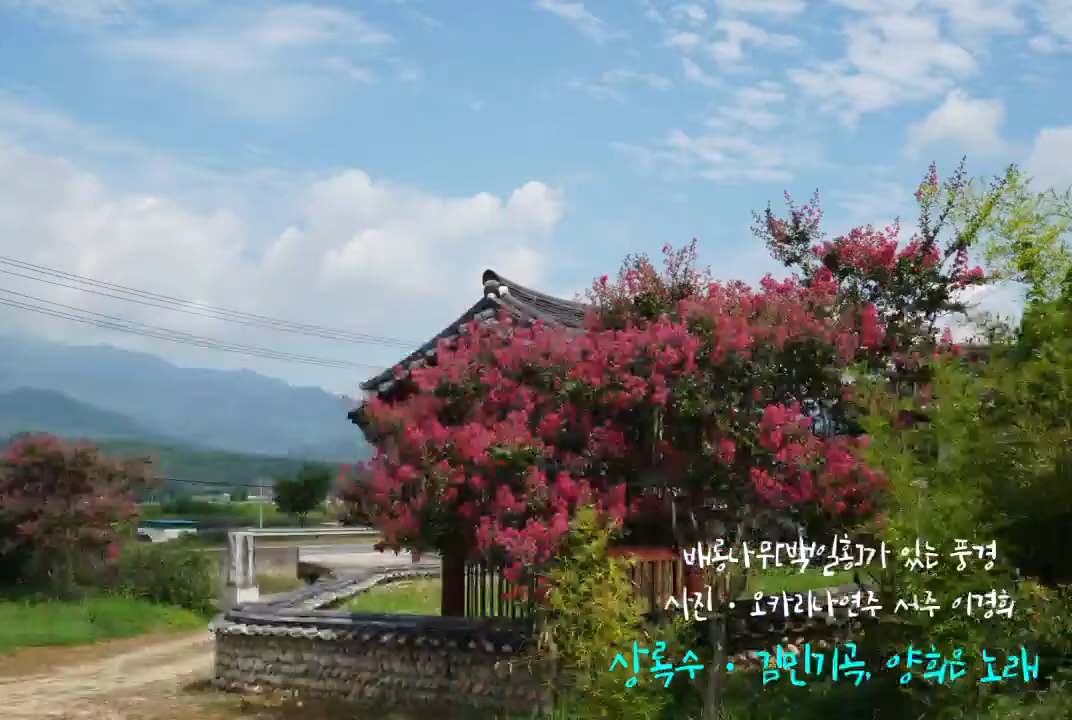 배롱나무[백일홍]가 있는 풍경
사진 · 오카리나연주 서주 이경희
상록수 · 김민기곡, 양희은 노래